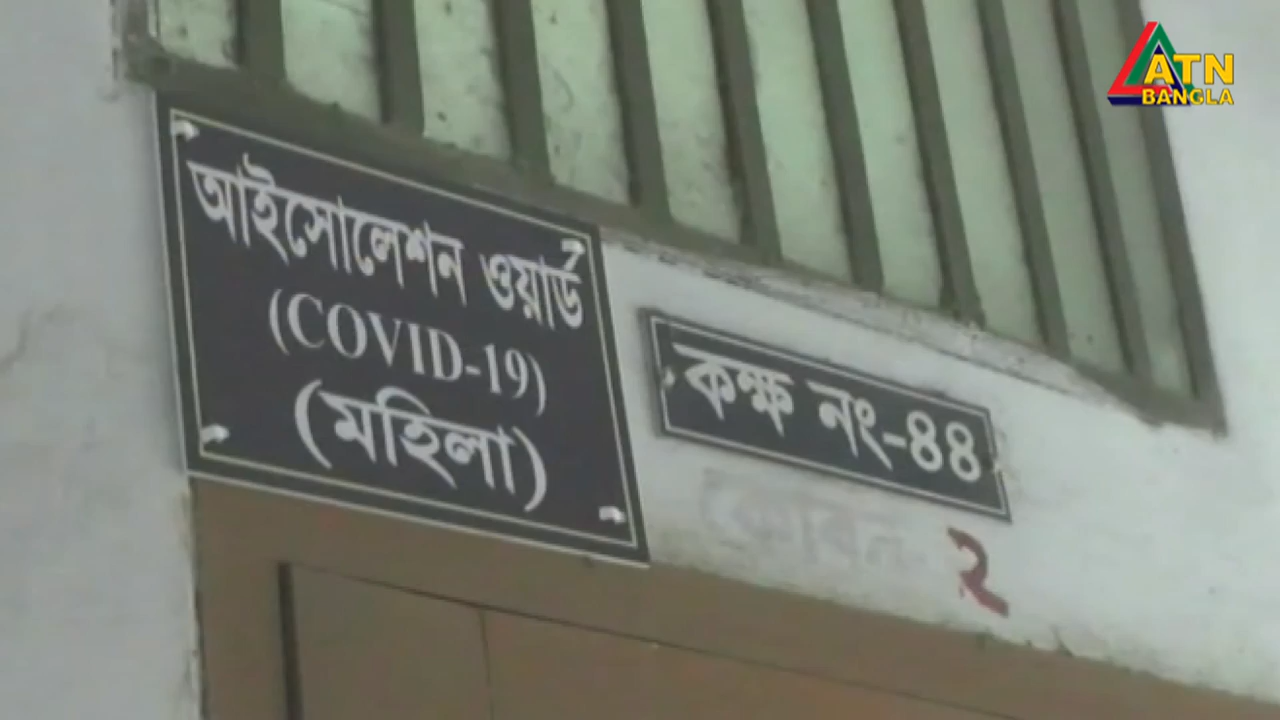 ATN
BANGLA
আইসোলেশন ওয়ার্ড
(COVID-19)
(মহিলা)
কক্ষ নং-৪৪
২